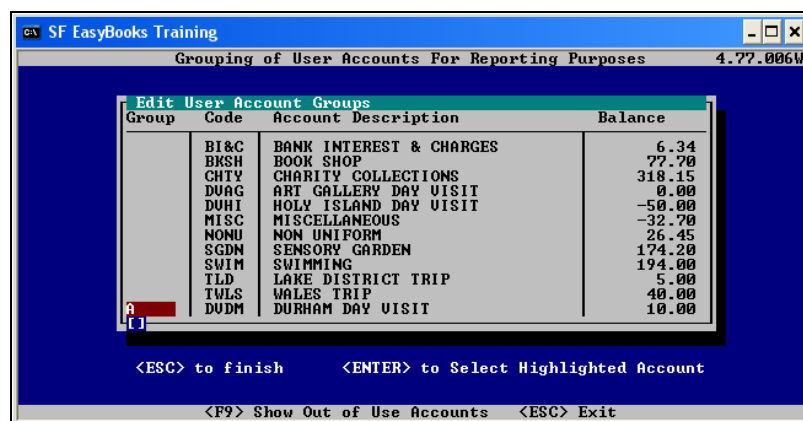 SF EasyBooks Training
Grouping of User Accounts For Reporting Purposes 4.77.006W
Edit User Account Groups
Group Code Account Description Balance
BI&C BANK INTEREST & CHARGES 6.34
BKSH BOOK SHOP 77.70
CHTY CHARITY COLLECTIONS 318.15
DVAG ART GALLERY DAY VISIT 0.00
DVHI HOLY ISLAND DAY VISIT -50.00
MISC MISCELLANEOUS -32.70
NONU NON UNIFORM 26.45
SGDN SENSORY GARDEN 174.20
SWIM SWIMMING 194.00
TLD LAKE DISTRICT TRIP 5.00
TWLS WALES TRIP 40.00
A DVDM DURHAM DAY VISIT 10.00
[ ]
<ESC> to finish <ENTER> to Select Highlighted Account
<F9> Show Out of Use Accounts <ESC> Exit